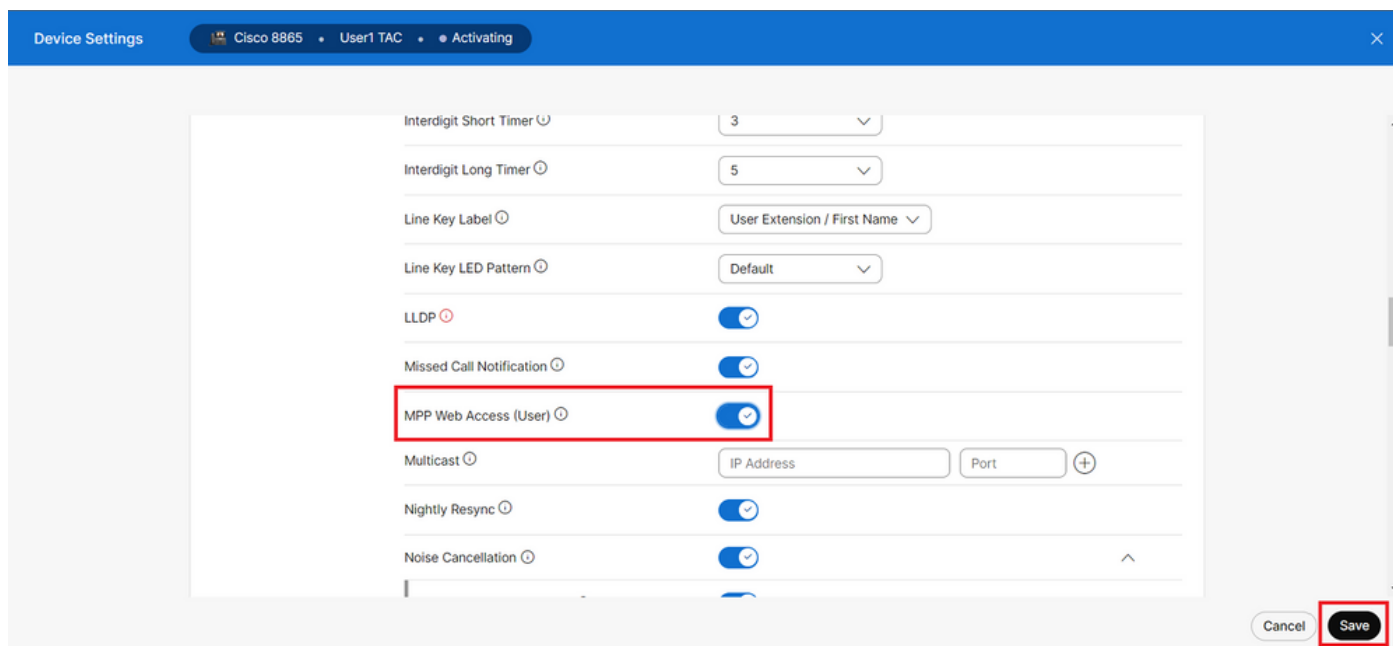 Device Settings
Cisco 8865 • User1 TAC • Activating
Interdigit Short Timer 3
Interdigit Long Timer 5
Line Key Label User Extension / First Name
Line Key LED Pattern Default
LLDP
Missed Call Notification
MPP Web Access (User)
Multicast IP Address Port
Nightly Resync
Noise Cancellation
Cancel Save